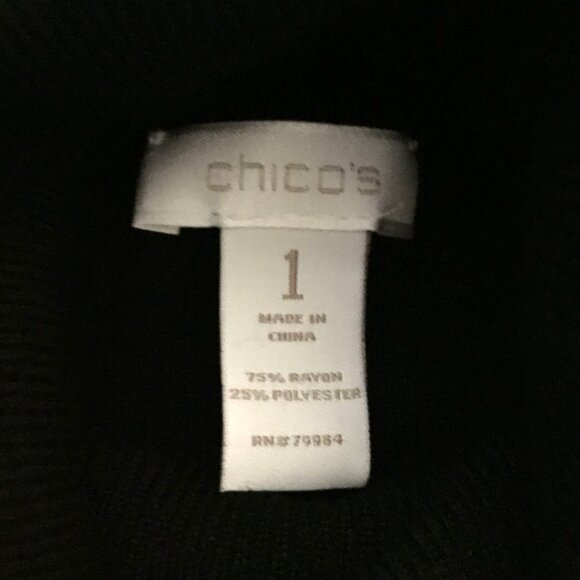 chico's
1
MADE IN
CHINA
75% RAYON
25% POLYESTER
RN# 79984